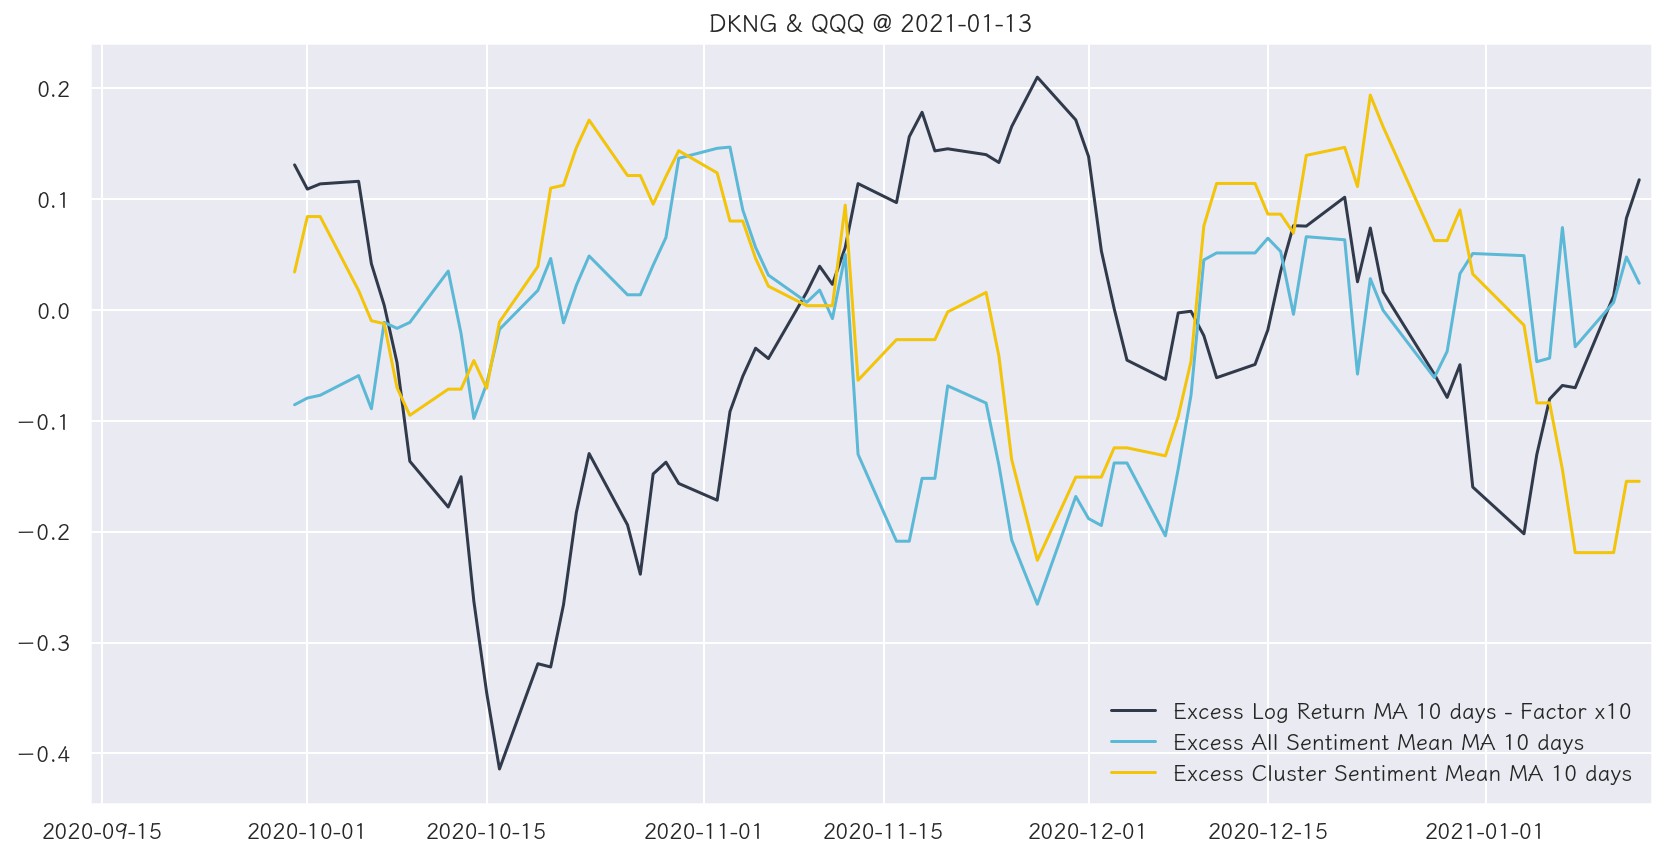 DKNG & QQQ @ 2021-01-13
0.2
0.1
0.0
−0.1
−0.2
−0.3
−0.4
Excess Log Return MA 10 days - Factor x10
Excess All Sentiment Mean MA 10 days
Excess Cluster Sentiment Mean MA 10 days
2020-09-15 2020-10-01 2020-10-15 2020-11-01 2020-11-15 2020-12-01 2020-12-15 2021-01-01